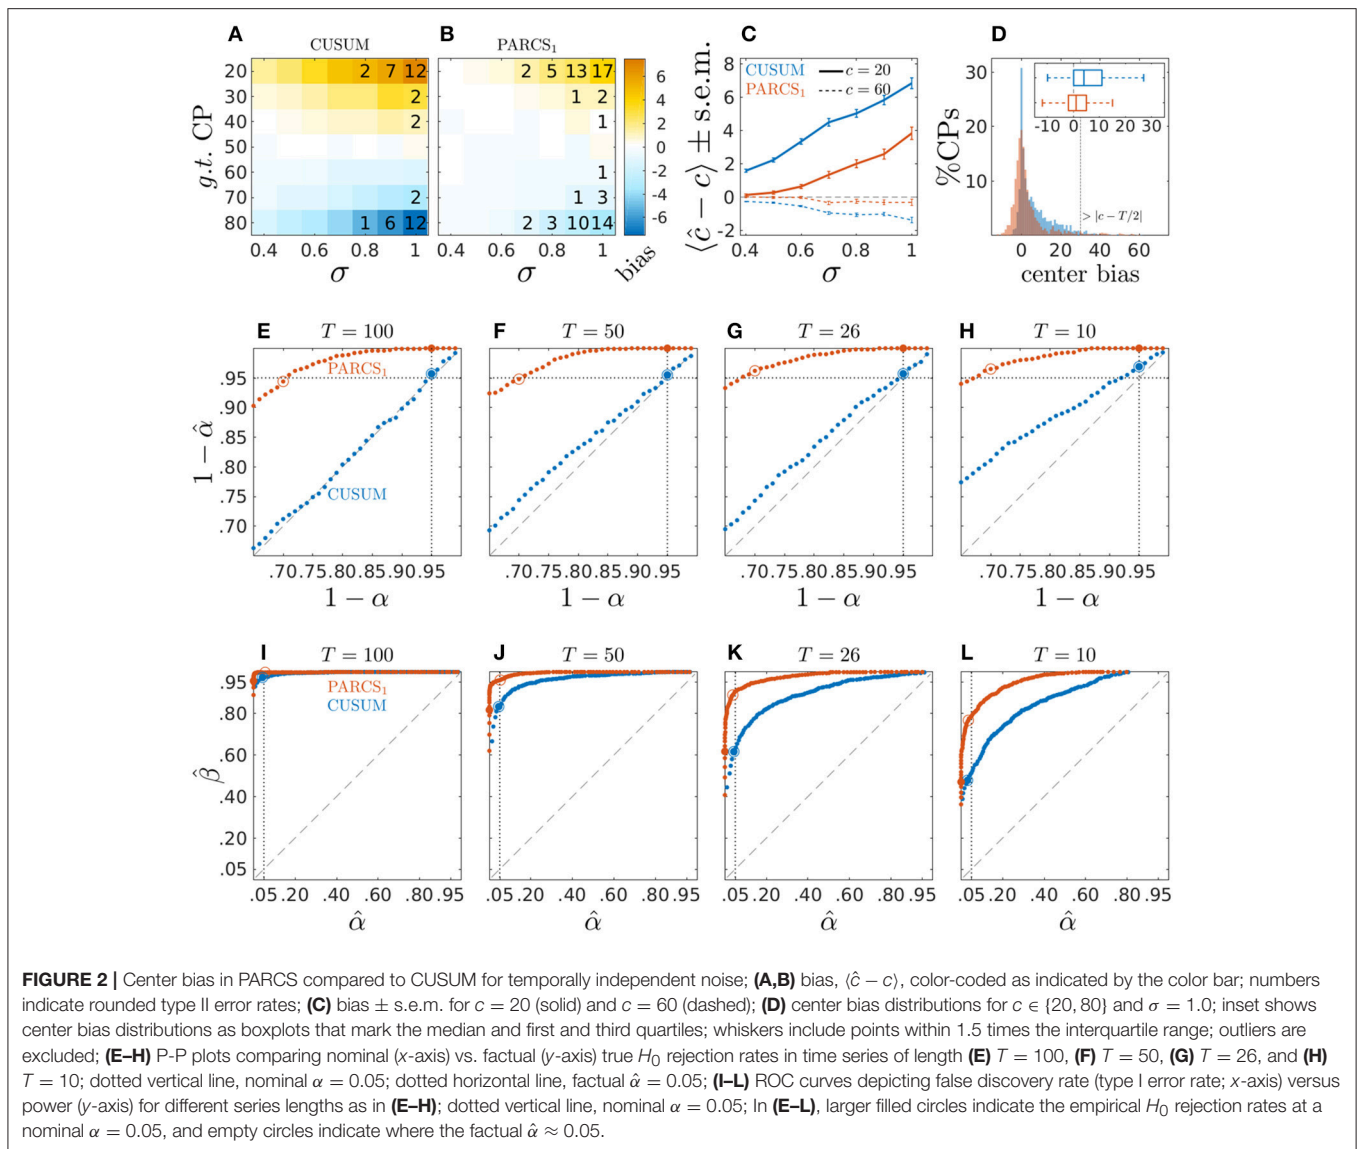 A CUSUM
B PARCS₁
C
D
20 2 7 12
30 2
40 2
50
60
70 2
80 1 6 12
g.t. CP
0.4 0.6 0.8 1
σ
2 5 13 17
1 2
1
1
1 3
2 3 10 14
0.4 0.6 0.8 1
σ
6
4
2
0
-2
-4
-6
bias
⟨ĉ − c⟩ ± s.e.m.
8
6
4
2
0
-2
CUSUM c = 20
PARCS₁ c = 60
0.4 0.6 0.8 1
σ
%CPs
30
20
10
-10 0 10 20 30
> |c − T/2|
0 20 40 60
center bias
E T = 100
F T = 50
G T = 26
H T = 10
1 − α̂
.95
.90
.85
.80
.75
.70
PARCS₁
CUSUM
.70.75.80.85.90.95
1 − α
.70.75.80.85.90.95
1 − α
.70.75.80.85.90.95
1 − α
.70.75.80.85.90.95
1 − α
I T = 100
J T = 50
K T = 26
L T = 10
β̂
.95
.80
.60
.40
.20
.05
PARCS₁
CUSUM
.05.20 .40 .60 .80.95
α̂
.05.20 .40 .60 .80.95
α̂
.05.20 .40 .60 .80.95
α̂
.05.20 .40 .60 .80.95
α̂
FIGURE 2 | Center bias in PARCS compared to CUSUM for temporally independent noise; (A,B) bias, ⟨ĉ − c⟩, color-coded as indicated by the color bar; numbers
indicate rounded type II error rates; (C) bias ± s.e.m. for c = 20 (solid) and c = 60 (dashed); (D) center bias distributions for c ∈ {20, 80} and σ = 1.0; inset shows
center bias distributions as boxplots that mark the median and first and third quartiles; whiskers include points within 1.5 times the interquartile range; outliers are
excluded; (E–H) P-P plots comparing nominal (x-axis) vs. factual (y-axis) true H₀ rejection rates in time series of length (E) T = 100, (F) T = 50, (G) T = 26, and (H)
T = 10; dotted vertical line, nominal α = 0.05; dotted horizontal line, factual α̂ = 0.05; (I–L) ROC curves depicting false discovery rate (type I error rate; x-axis) versus
power (y-axis) for different series lengths as in (E–H); dotted vertical line, nominal α = 0.05; In (E–L), larger filled circles indicate the empirical H₀ rejection rates at a
nominal α = 0.05, and empty circles indicate where the factual α̂ ≈ 0.05.